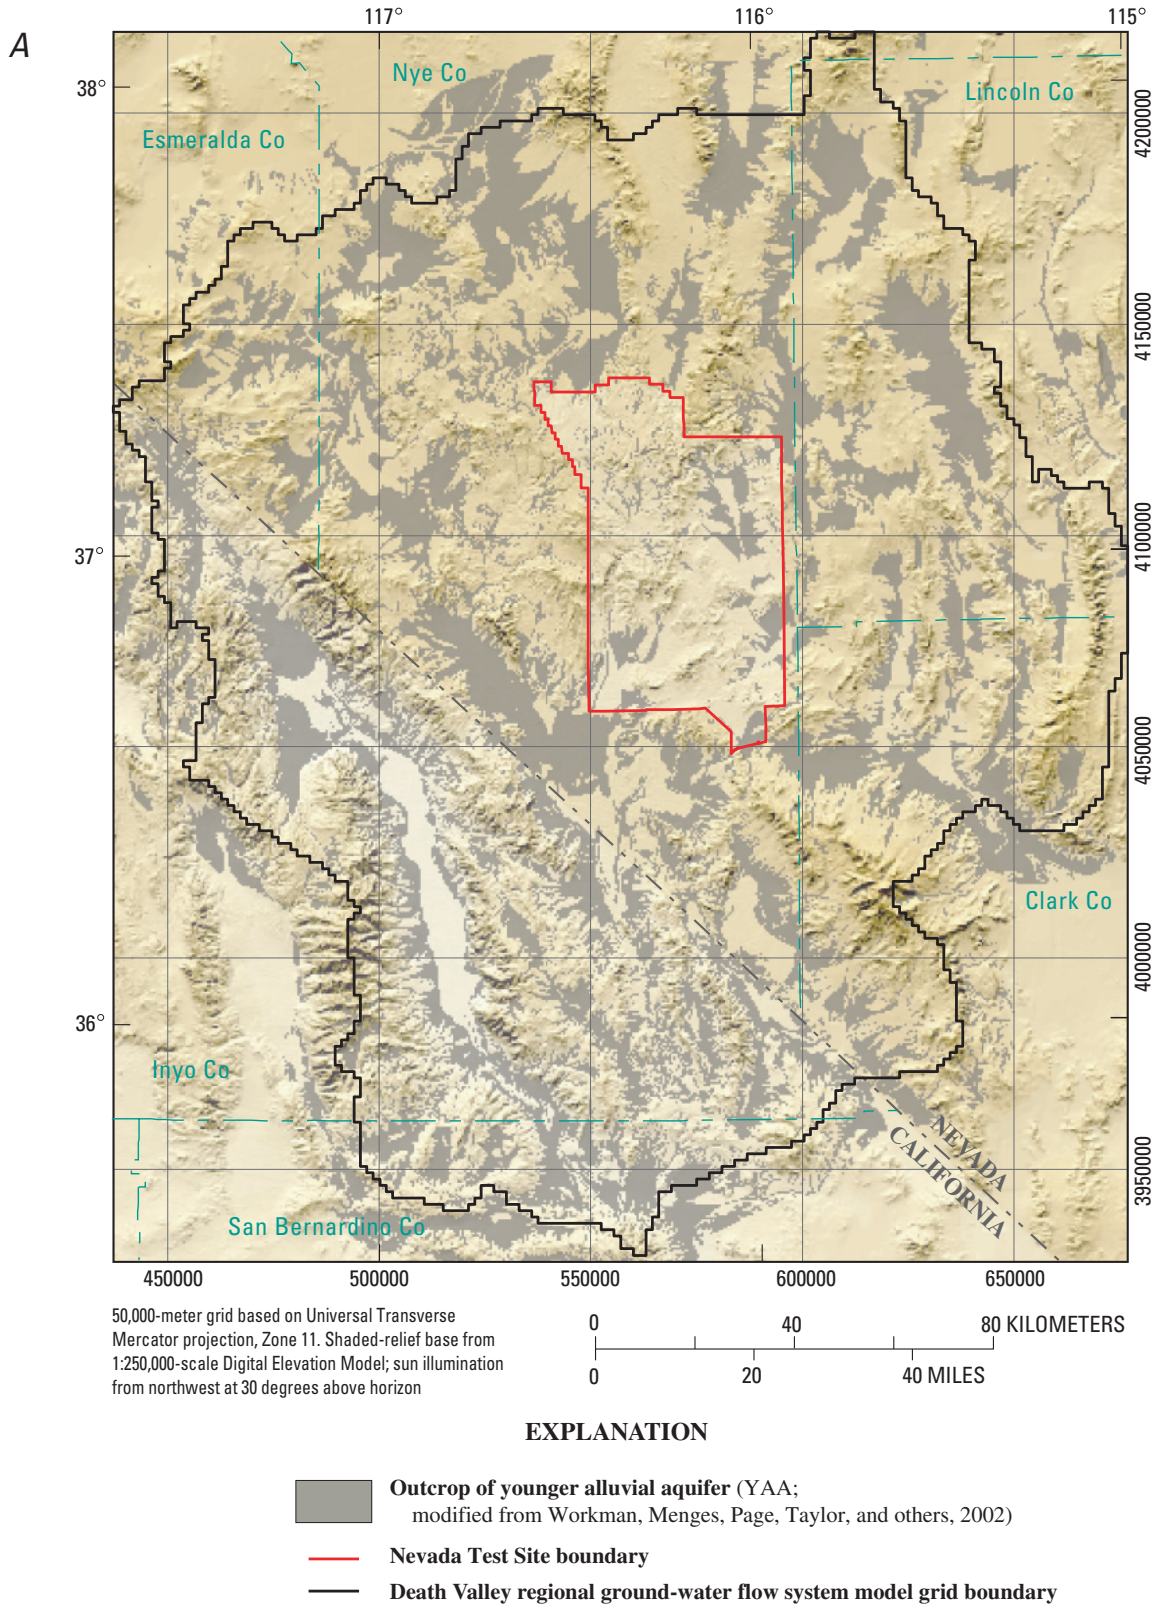 A
117°
116°
115°
38°
37°
36°
Nye Co
Lincoln Co
Esmeralda Co
Clark Co
Inyo Co
San Bernardino Co
NEVADA
CALIFORNIA
4200000
4150000
4100000
4050000
4000000
3950000
450000
500000
550000
600000
650000
50,000-meter grid based on Universal Transverse
Mercator projection, Zone 11. Shaded-relief base from
1:250,000-scale Digital Elevation Model; sun illumination
from northwest at 30 degrees above horizon
0 40 80 KILOMETERS
0 20 40 MILES
EXPLANATION
Outcrop of younger alluvial aquifer (YAA;
modified from Workman, Menges, Page, Taylor, and others, 2002)
Nevada Test Site boundary
Death Valley regional ground-water flow system model grid boundary